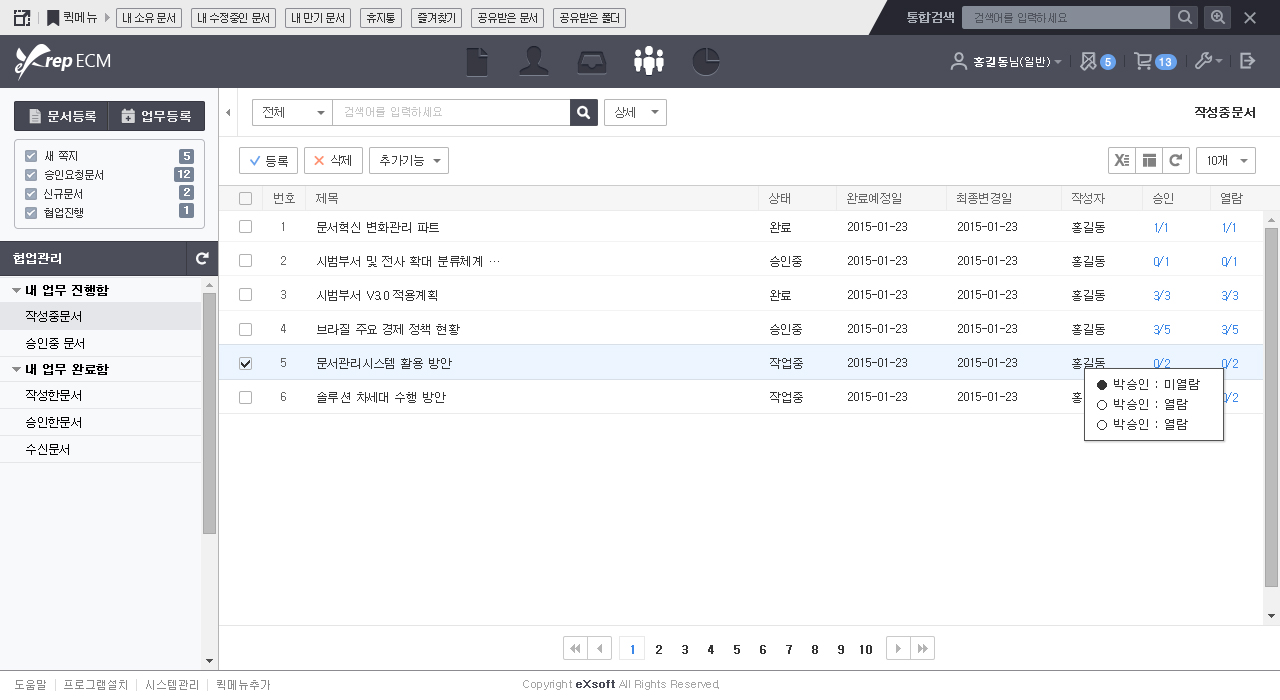 퀵메뉴 내 소유 문서 내 수정중인 문서 내 만기 문서 휴지통 즐겨찾기 공유받은 문서 공유받은 폴더 통합검색 검색어를 입력하세요
Xrep ECM 홍길동님(일반) 5 13
문서등록 업무등록
새 쪽지 5
승인요청문서 12
신규문서 2
협업진행 1
협업관리
내 업무 진행함
작성중문서
승인중 문서
내 업무 완료함
작성한문서
승인한문서
수신문서
전체 검색어를 입력하세요 상세 작성중문서
등록 삭제 추가기능 10개
번호 제목 상태 완료예정일 최종변경일 작성자 승인 열람
1 문서혁신 변화관리 파트 완료 2015-01-23 2015-01-23 홍길동 1/1 1/1
2 시범부서 및 전사 확대 분류체계 … 승인중 2015-01-23 2015-01-23 홍길동 0/1 0/1
3 시범부서 V3.0 적용계획 완료 2015-01-23 2015-01-23 홍길동 3/3 3/3
4 브라질 주요 경제 정책 현황 승인중 2015-01-23 2015-01-23 홍길동 3/5 3/5
5 문서관리시스템 활용 방안 작업중 2015-01-23 2015-01-23 홍길동 0/2 0/2
6 솔루션 차세대 수행 방안 작업중 2015-01-23 2015-01-23 홍 0/2
박승인 : 미열람
박승인 : 열람
박승인 : 열람
1 2 3 4 5 6 7 8 9 10
도움말 프로그램설치 시스템관리 퀵메뉴추가 Copyright eXsoft All Rights Reserved.